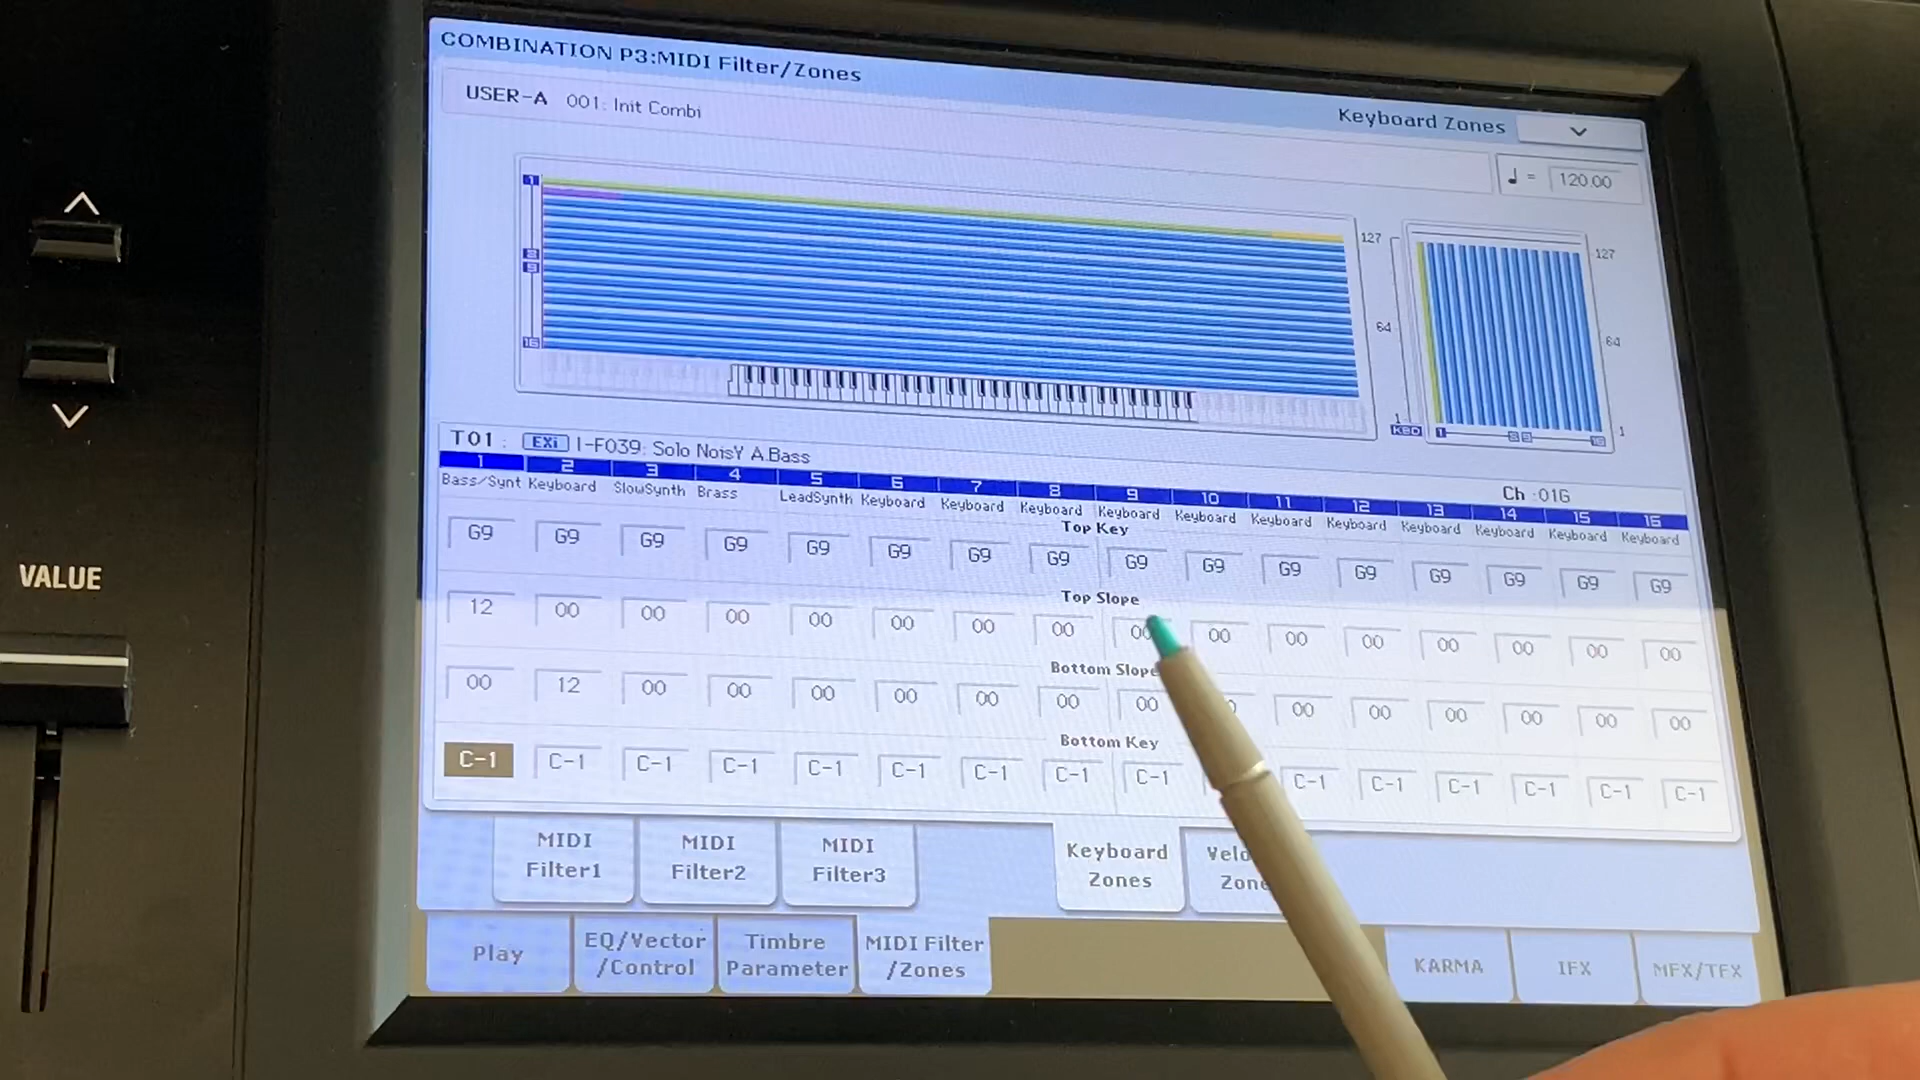 COMBINATION P3:MIDI Filter/Zones
USER-A 001: Init Combi
Keyboard Zones
♩ = 120.00
1
8
9
16
127
64
1
KBD
127
64
1
1
8 9
16
T01 : EXi I-F039: Solo NoisY A.Bass
Ch :01G
1 2 3 4 5 6 7 8 9 10 11 12 13 14 15 16
Bass/Synt Keyboard SlowSynth Brass LeadSynth Keyboard Keyboard Keyboard Keyboard Keyboard Keyboard Keyboard Keyboard Keyboard Keyboard Keyboard
Top Key
G9 G9 G9 G9 G9 G9 G9 G9 G9 G9 G9 G9 G9 G9 G9 G9
Top Slope
12 00 00 00 00 00 00 00 00 00 00 00 00 00 00 00
Bottom Slope
00 12 00 00 00 00 00 00 00 00 00 00 00 00 00
Bottom Key
C-1 C-1 C-1 C-1 C-1 C-1 C-1 C-1 C-1 C-1 C-1 C-1 C-1 C-1 C-1
MIDI Filter1
MIDI Filter2
MIDI Filter3
Keyboard Zones
Play
EQ/Vector /Control
Timbre Parameter
MIDI Filter /Zones
KARMA
IFX
MFX/TFX
VALUE